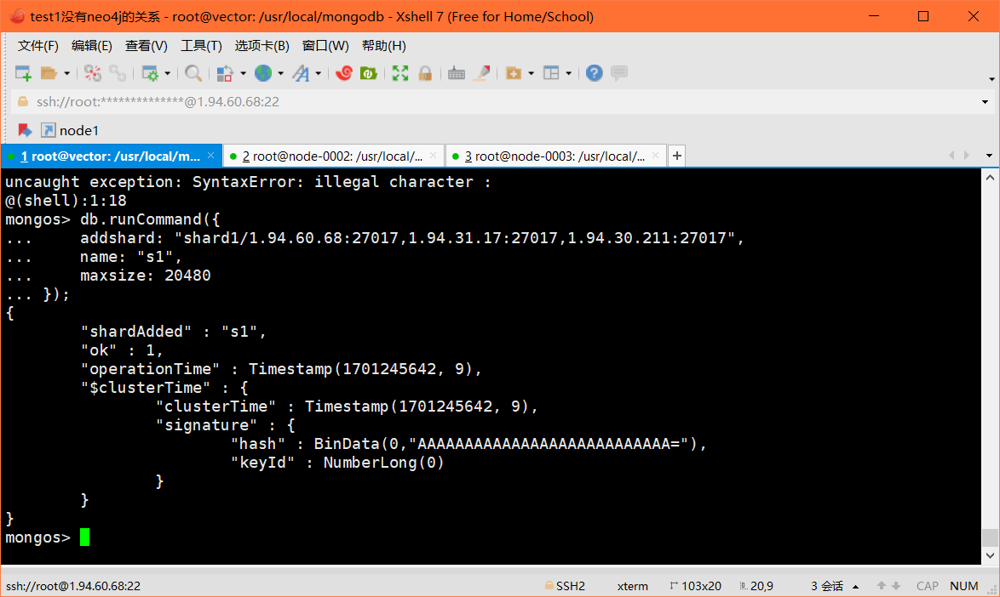 test1没有neo4j的关系 - root@vector: /usr/local/mongodb - Xshell 7 (Free for Home/School)
文件(F) 编辑(E) 查看(V) 工具(T) 选项卡(B) 窗口(W) 帮助(H)
ssh://root:**************@1.94.60.68:22
node1
1 root@vector: /usr/local/m... × 2 root@node-0002: /usr/local/... × 3 root@node-0003: /usr/local/... × +
uncaught exception: SyntaxError: illegal character :
@(shell):1:18
mongos> db.runCommand({
...     addshard: "shard1/1.94.60.68:27017,1.94.31.17:27017,1.94.30.211:27017",
...     name: "s1",
...     maxsize: 20480
... });
{
        "shardAdded" : "s1",
        "ok" : 1,
        "operationTime" : Timestamp(1701245642, 9),
        "$clusterTime" : {
                "clusterTime" : Timestamp(1701245642, 9),
                "signature" : {
                        "hash" : BinData(0,"AAAAAAAAAAAAAAAAAAAAAAAAAAA="),
                        "keyId" : NumberLong(0)
                }
        }
}
mongos>
ssh://root@1.94.60.68:22 SSH2 xterm 103x20 20,9 3 会话 CAP NUM